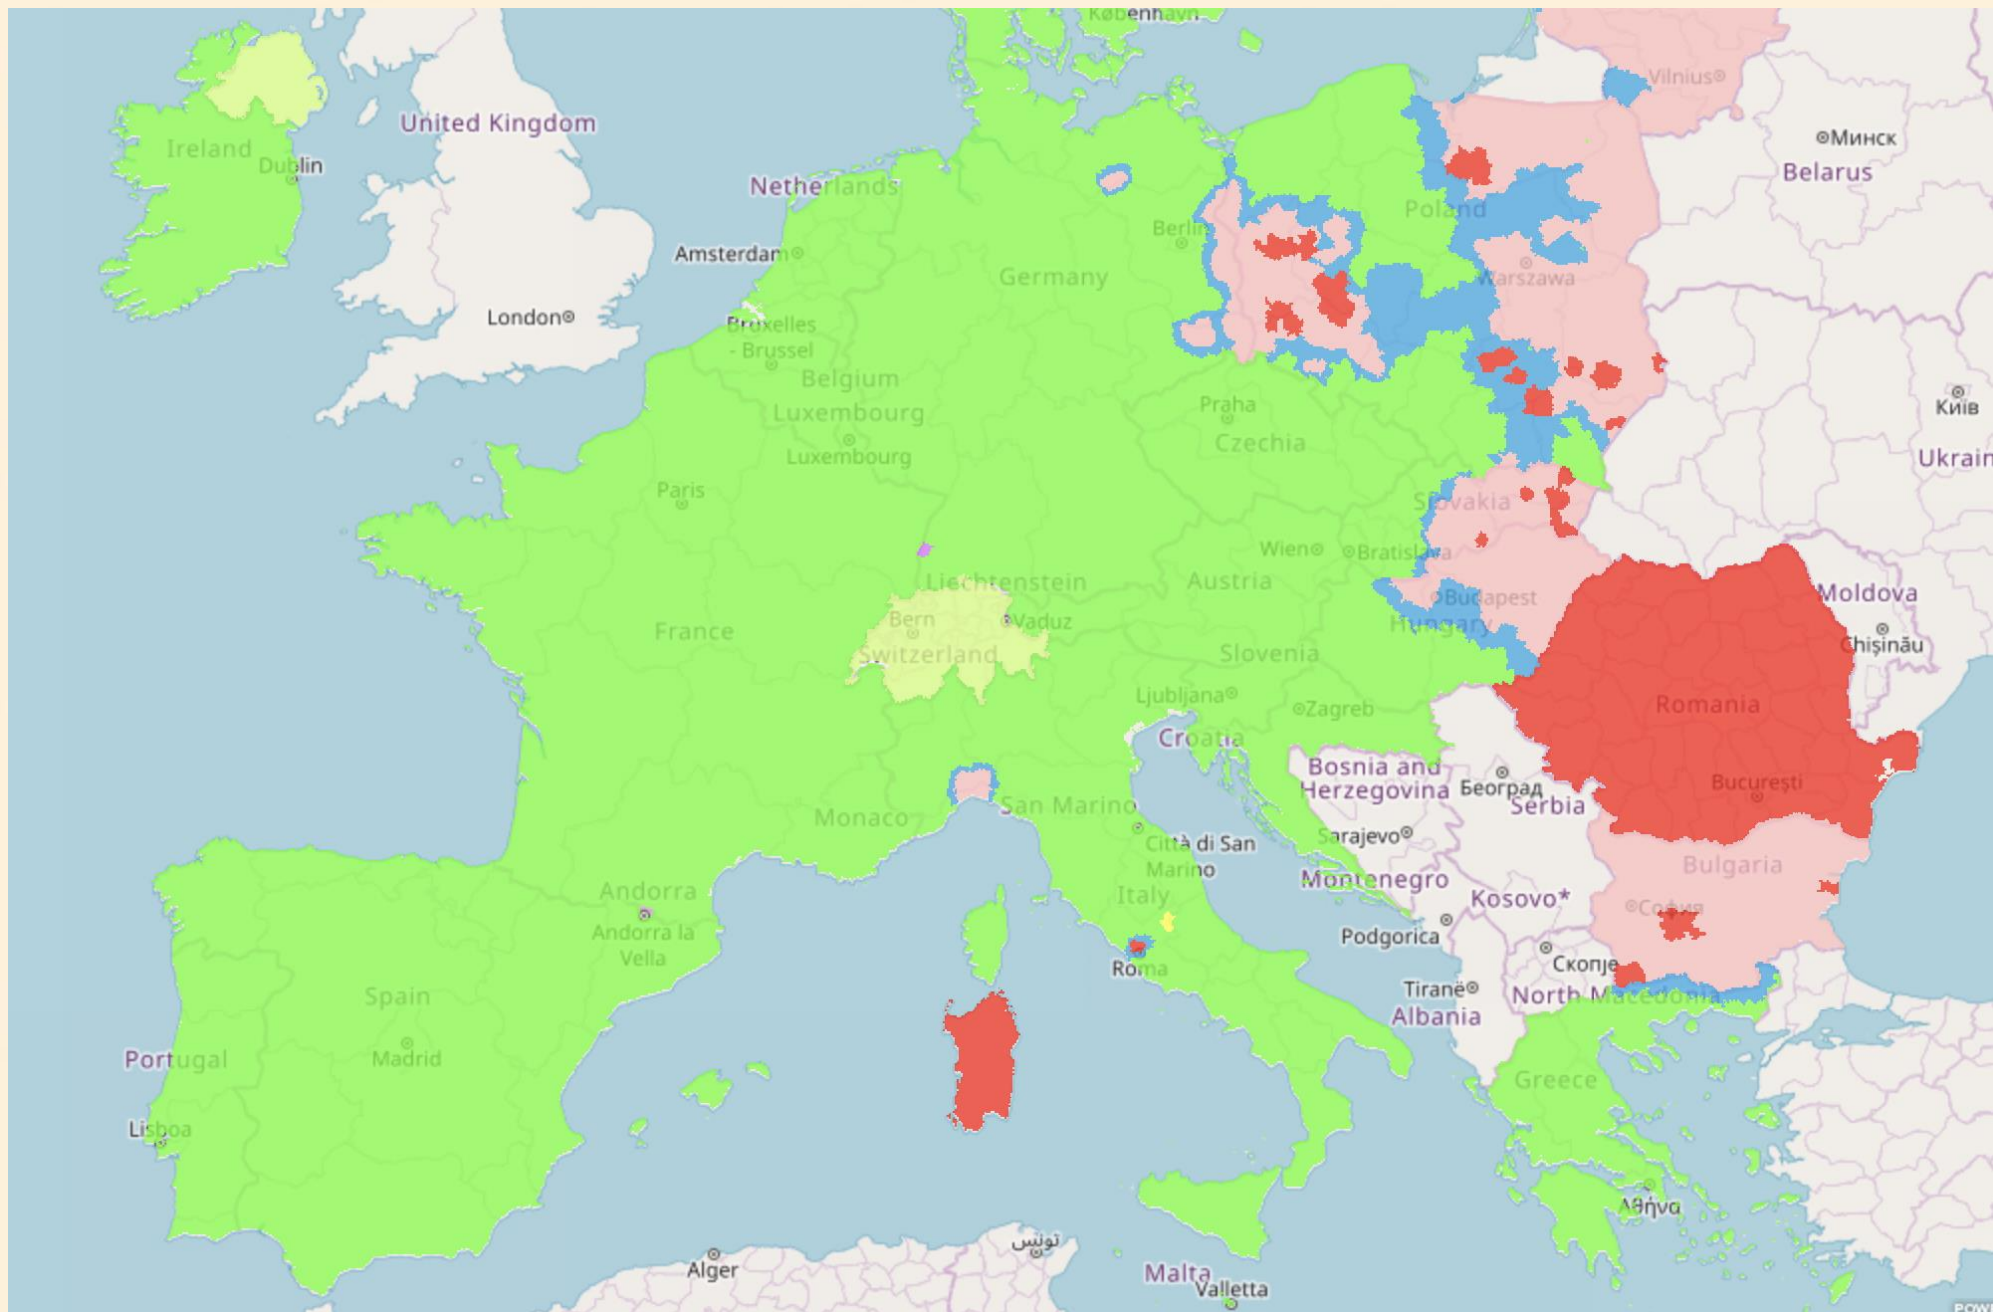 København
Vilnius
United Kingdom
Ireland
Dublin
Минск
Belarus
Netherlands
Poland
Berlin
Amsterdam
Germany
Warszawa
London
Bruxelles
- Brussel
Belgium
Luxembourg
Luxembourg
Praha
Czechia
Київ
Ukrain
Paris
Slovakia
Wien
Bratislava
Liechtenstein
Austria
Budapest
Hungary
Moldova
Chișinău
Bern
Vaduz
France
Switzerland
Slovenia
Ljubljana
Zagreb
Romania
Croatia
Bosnia and
Herzegovina
Београд
Serbia
București
Monaco
San Marino
Sarajevo
Città di San
Marino
Bulgaria
Montenegro
Andorra
Italy
Kosovo*
София
Andorra la
Vella
Podgorica
Скопје
Roma
Spain
Tiranë
North Macedonia
Albania
Portugal
Madrid
Greece
Lisboa
Αθήνα
تونس
Alger
Malta
Valletta
POW